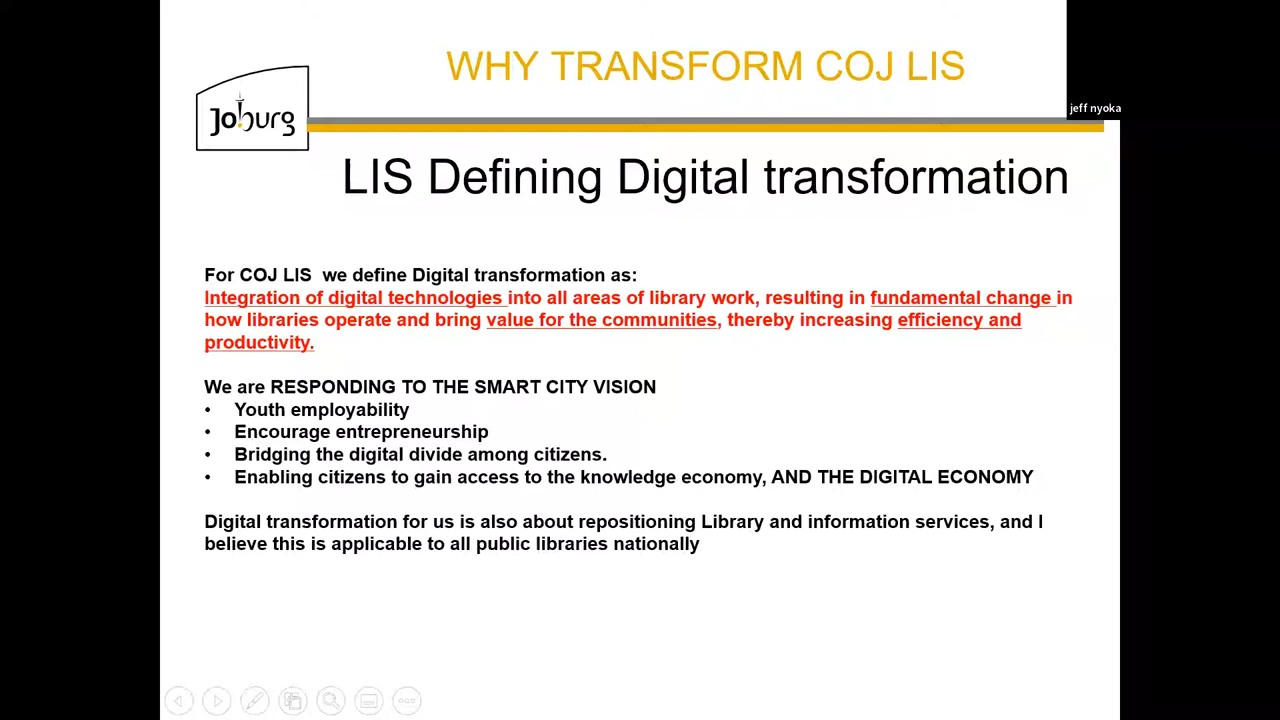 WHY TRANSFORM COJ LIS
jeff nyoka
Joburg
LIS Defining Digital transformation
For COJ LIS  we define Digital transformation as:
Integration of digital technologies into all areas of library work, resulting in fundamental change in
how libraries operate and bring value for the communities, thereby increasing efficiency and
productivity.
We are RESPONDING TO THE SMART CITY VISION
• Youth employability
• Encourage entrepreneurship
• Bridging the digital divide among citizens.
• Enabling citizens to gain access to the knowledge economy, AND THE DIGITAL ECONOMY
Digital transformation for us is also about repositioning Library and information services, and I
believe this is applicable to all public libraries nationally